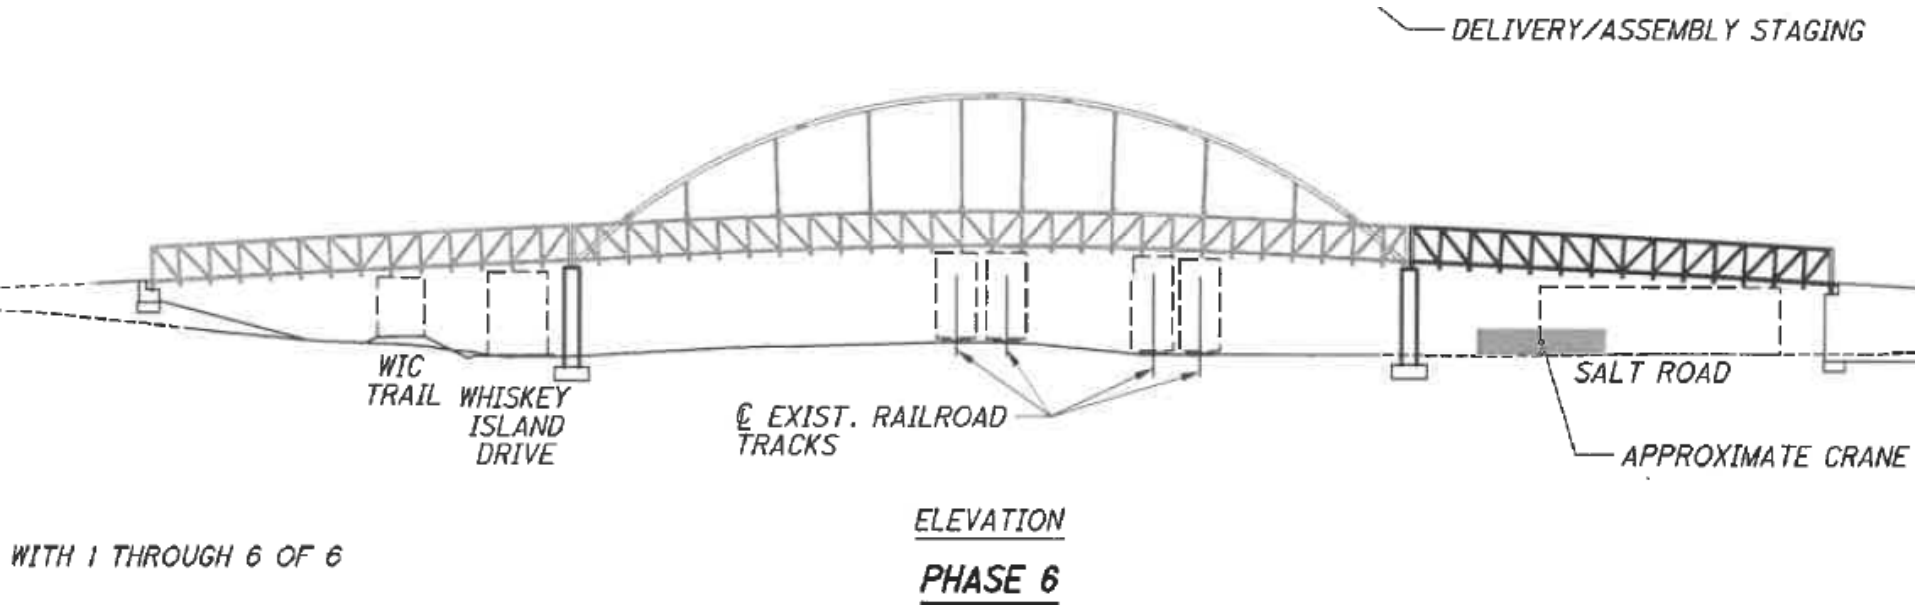 DELIVERY/ASSEMBLY STAGING
WIC
TRAIL
WHISKEY
ISLAND
DRIVE
℄ EXIST. RAILROAD
TRACKS
SALT ROAD
APPROXIMATE CRANE
ELEVATION
PHASE 6
WITH 1 THROUGH 6 OF 6